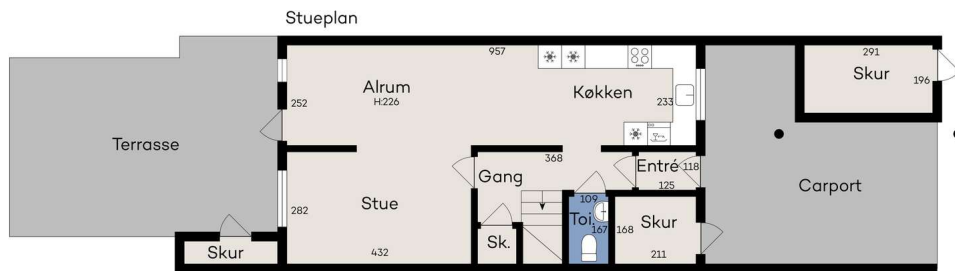 Stueplan
957
291
Skur
196
Alrum
H:226
Køkken
252
233
Terrasse
368
Entré
118
Gang
125
Carport
282
Stue
109
Toi.
167
168
Skur
Sk.
Skur
432
211